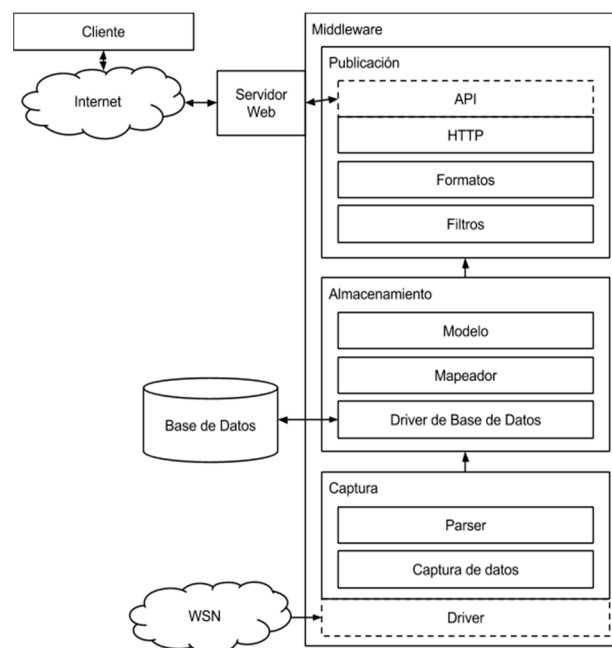 Cliente
Internet
Servidor
Web
Middleware
Publicación
API
HTTP
Formatos
Filtros
Almacenamiento
Modelo
Mapeador
Driver de Base de Datos
Base de Datos
Captura
Parser
Captura de datos
WSN
Driver